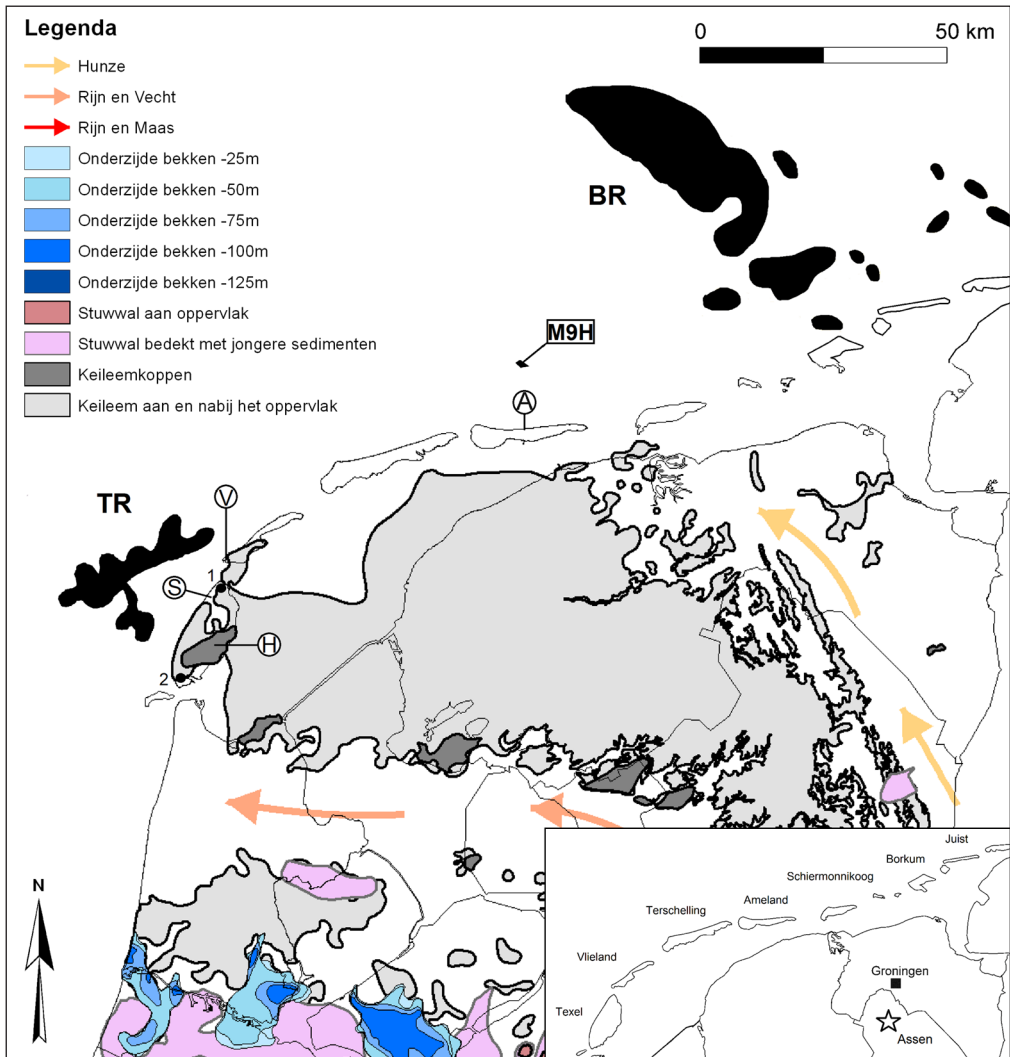 Legenda
Hunze
Rijn en Vecht
Rijn en Maas
Onderzijde bekken -25m
Onderzijde bekken -50m
Onderzijde bekken -75m
Onderzijde bekken -100m
Onderzijde bekken -125m
Stuwwal aan oppervlak
Stuwwal bedekt met jongere sedimenten
Keileemkoppen
Keileem aan en nabij het oppervlak
0 50 km
BR
M9H
A
TR
V
1
S
H
2
N
Juist
Borkum
Schiermonnikoog
Ameland
Terschelling
Vlieland
Groningen
Texel
Assen